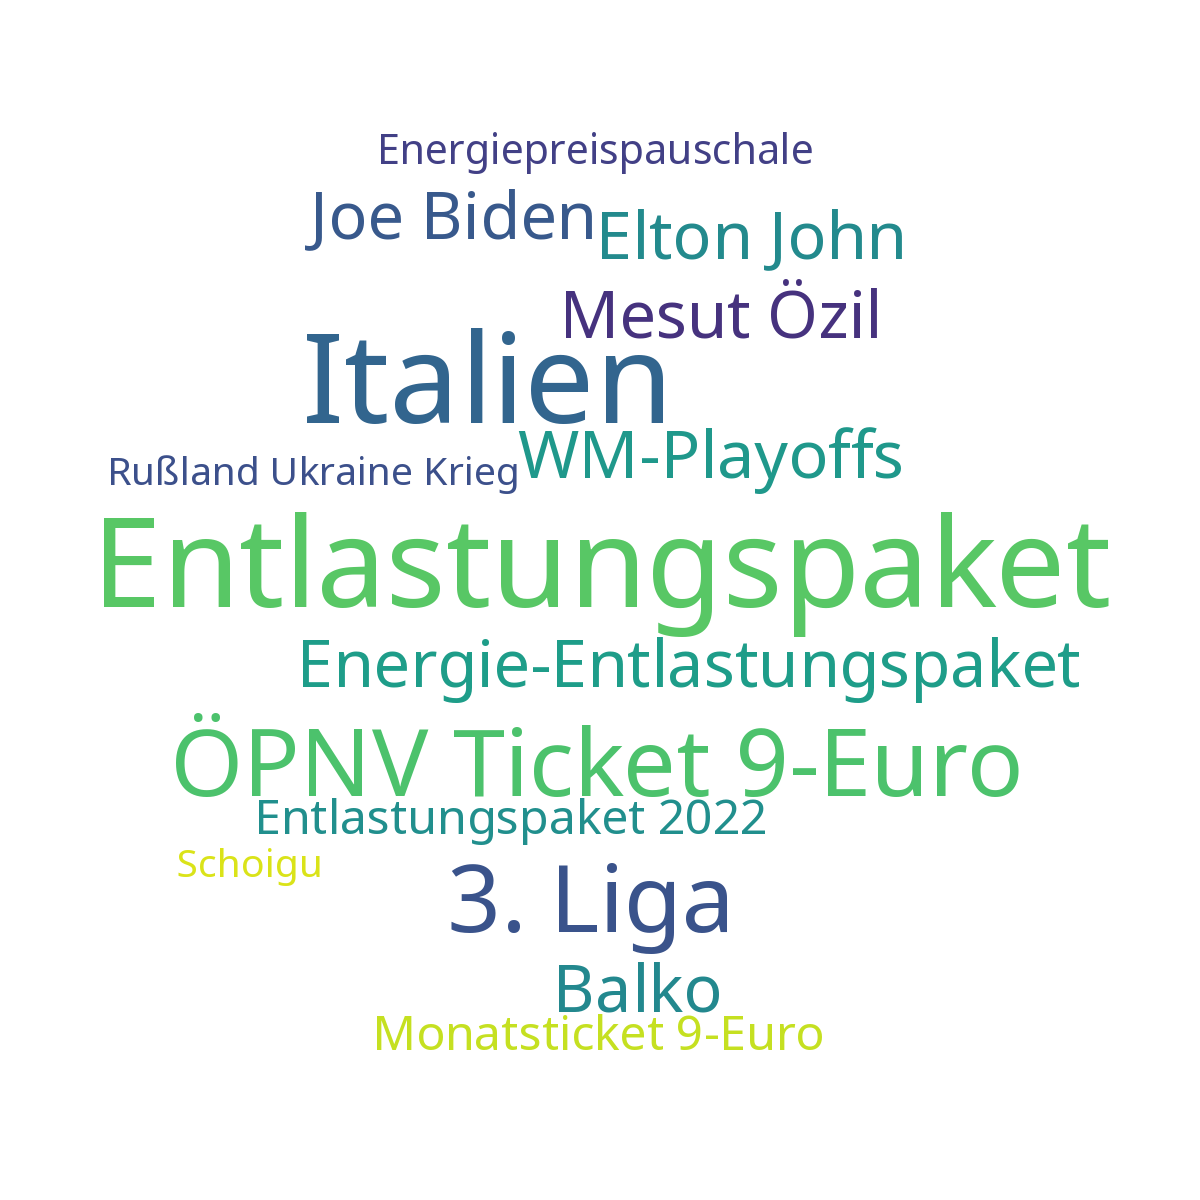 Energiepreispauschale
Joe Biden
Elton John
Mesut Özil
Italien
WM-Playoffs
Rußland Ukraine Krieg
Entlastungspaket
Energie-Entlastungspaket
ÖPNV Ticket 9-Euro
Entlastungspaket 2022
Schoigu
3. Liga
Balko
Monatsticket 9-Euro